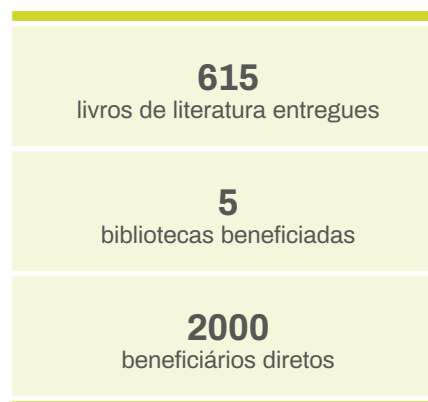 615
livros de literatura entregues
5
bibliotecas beneficiadas
2000
beneficiários diretos